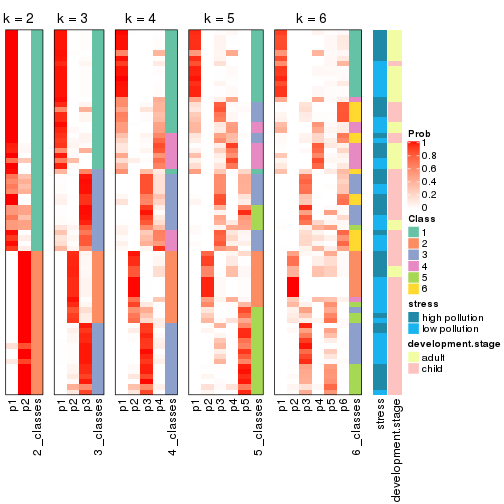 k = 2 k = 3 k = 4 k = 5 k = 6
p1 p2 2_classes p1 p2 p3 3_classes p1 p2 p3 p4 4_classes p1 p2 p3 p4 p5 5_classes p1 p2 p3 p4 p5 p6 6_classes stress development.stage
Prob
1
0.8
0.6
0.4
0.2
0
Class
1
2
3
4
5
6
stress
high pollution
low pollution
development.stage
adult
child